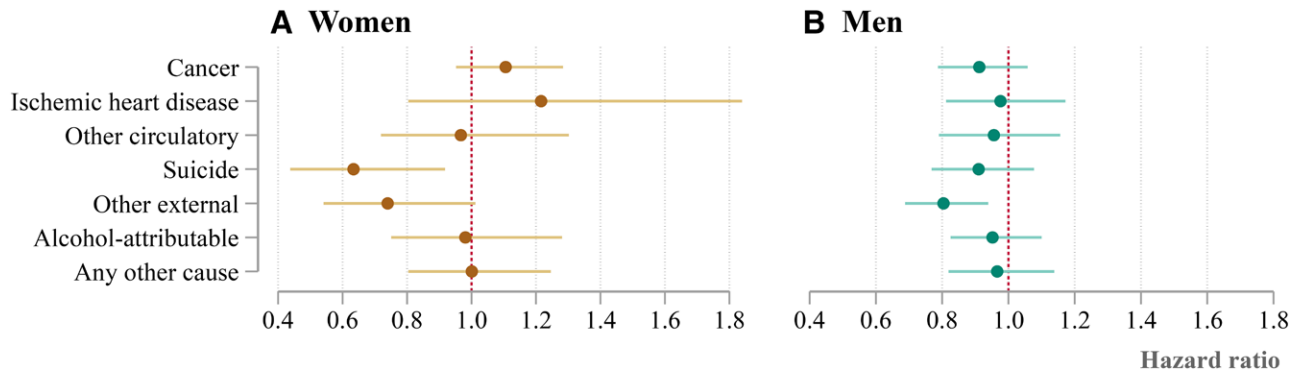 A Women
B Men
Cancer
Ischemic heart disease
Other circulatory
Suicide
Other external
Alcohol-attributable
Any other cause
0.4 0.6 0.8 1.0 1.2 1.4 1.6 1.8
0.4 0.6 0.8 1.0 1.2 1.4 1.6 1.8
Hazard ratio